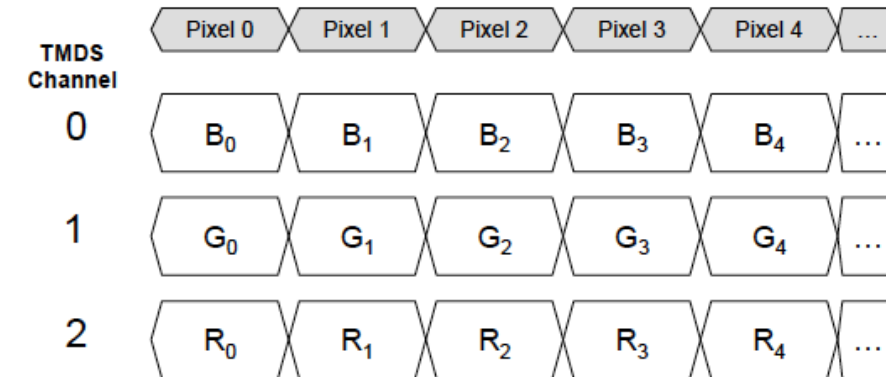 Pixel 0 Pixel 1 Pixel 2 Pixel 3 Pixel 4 ...
TMDS
Channel
0 B₀ B₁ B₂ B₃ B₄ ...
1 G₀ G₁ G₂ G₃ G₄ ...
2 R₀ R₁ R₂ R₃ R₄ ...